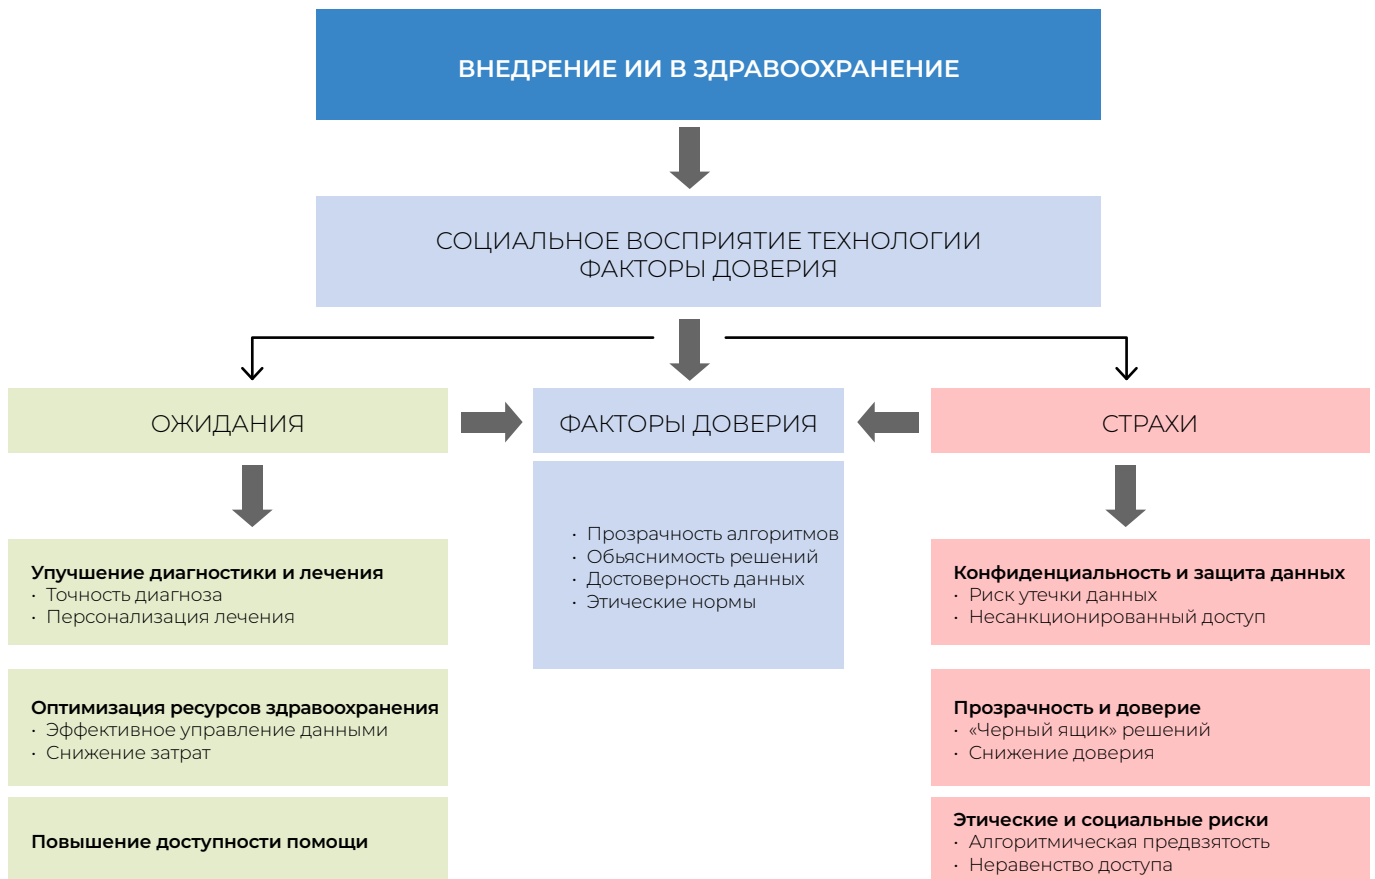 ВНЕДРЕНИЕ ИИ В ЗДРАВООХРАНЕНИЕ
СОЦИАЛЬНОЕ ВОСПРИЯТИЕ ТЕХНОЛОГИИ
ФАКТОРЫ ДОВЕРИЯ
ОЖИДАНИЯ
Улучшение диагностики и лечения
· Точность диагноза
· Персонализация лечения
Оптимизация ресурсов здравоохранения
· Эффективное управление данными
· Снижение затрат
Повышение доступности помощи
ФАКТОРЫ ДОВЕРИЯ
· Прозрачность алгоритмов
· Обьяснимость решений
· Достоверность данных
· Этические нормы
СТРАХИ
Конфиденциальность и защита данных
· Риск утечки данных
· Несанкционированный доступ
Прозрачность и доверие
· «Черный ящик» решений
· Снижение доверия
Этические и социальные риски
· Алгоритмическая предвзятость
· Неравенство доступа